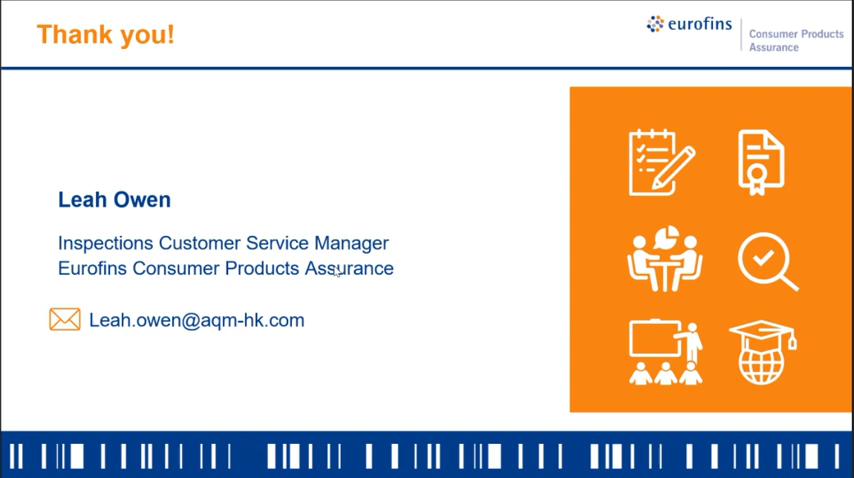 Thank you!
eurofins
Consumer Products
Assurance
Leah Owen
Inspections Customer Service Manager
Eurofins Consumer Products Assurance
Leah.owen@aqm-hk.com